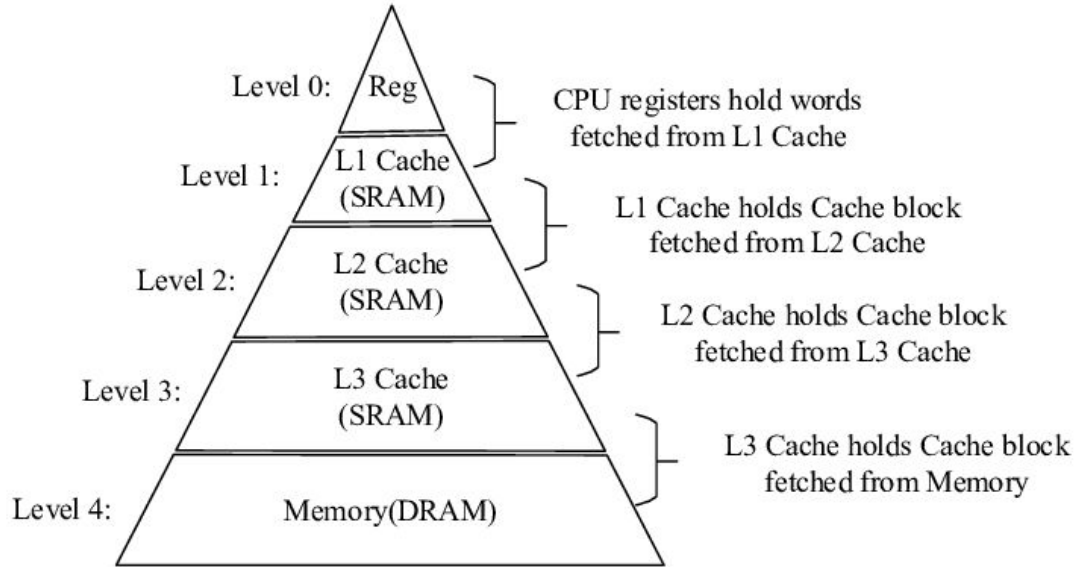 Level 0:
Reg
CPU registers hold words
fetched from L1 Cache
Level 1:
L1 Cache
(SRAM)
L1 Cache holds Cache block
fetched from L2 Cache
Level 2:
L2 Cache
(SRAM)
L2 Cache holds Cache block
fetched from L3 Cache
Level 3:
L3 Cache
(SRAM)
L3 Cache holds Cache block
fetched from Memory
Level 4:
Memory(DRAM)